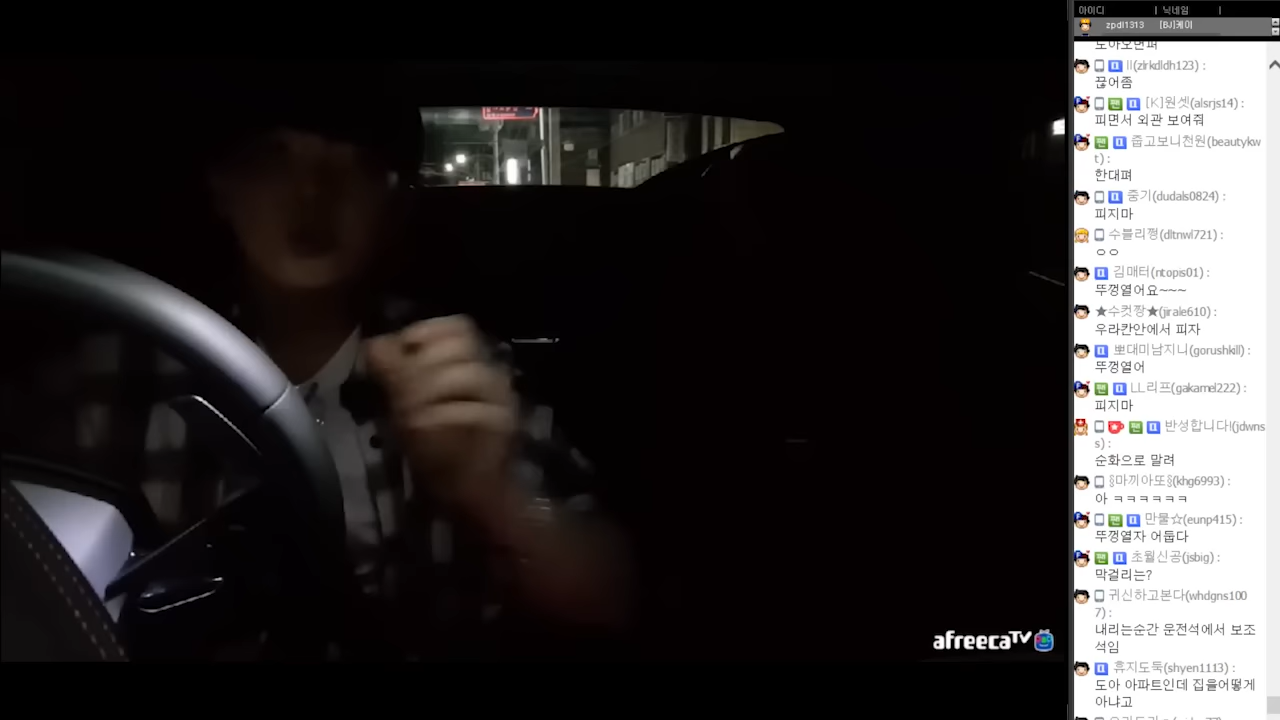 아이디 | 닉네임 |
zpdl1313 [BJ]케이
도아오면펴
ll(zirkdldh123) :
끊어좀
[K]원셋(alsrjs14) :
피면서 외관 보여줘
줍고보니천원(beautykw
t) :
한대펴
중기(dudals0824) :
피지마
수블리쩡(dltnwl721) :
ㅇㅇ
김매터(ntopis01) :
뚜껑열어요~~~
★수컷짱★(jirale610) :
우라칸안에서 피자
뽀대미남지니(gorushkill) :
뚜껑열어
LL리프(gakamel222) :
피지마
반성합니다!(jdwns
s) :
순화으로 말려
§마끼아또§(khg6993) :
아 ㅋㅋㅋㅋㅋㅋ
만물☆(eunp415) :
뚜껑열자 어둡다
초월신공(jsbig) :
막걸리는?
귀신하고본다(whdgns100
7) :
내리는순간 운전석에서 보조
석임
휴지도둑(shyen1113) :
도아 아파트인데 집을어떻게
아냐고
afreecaTV